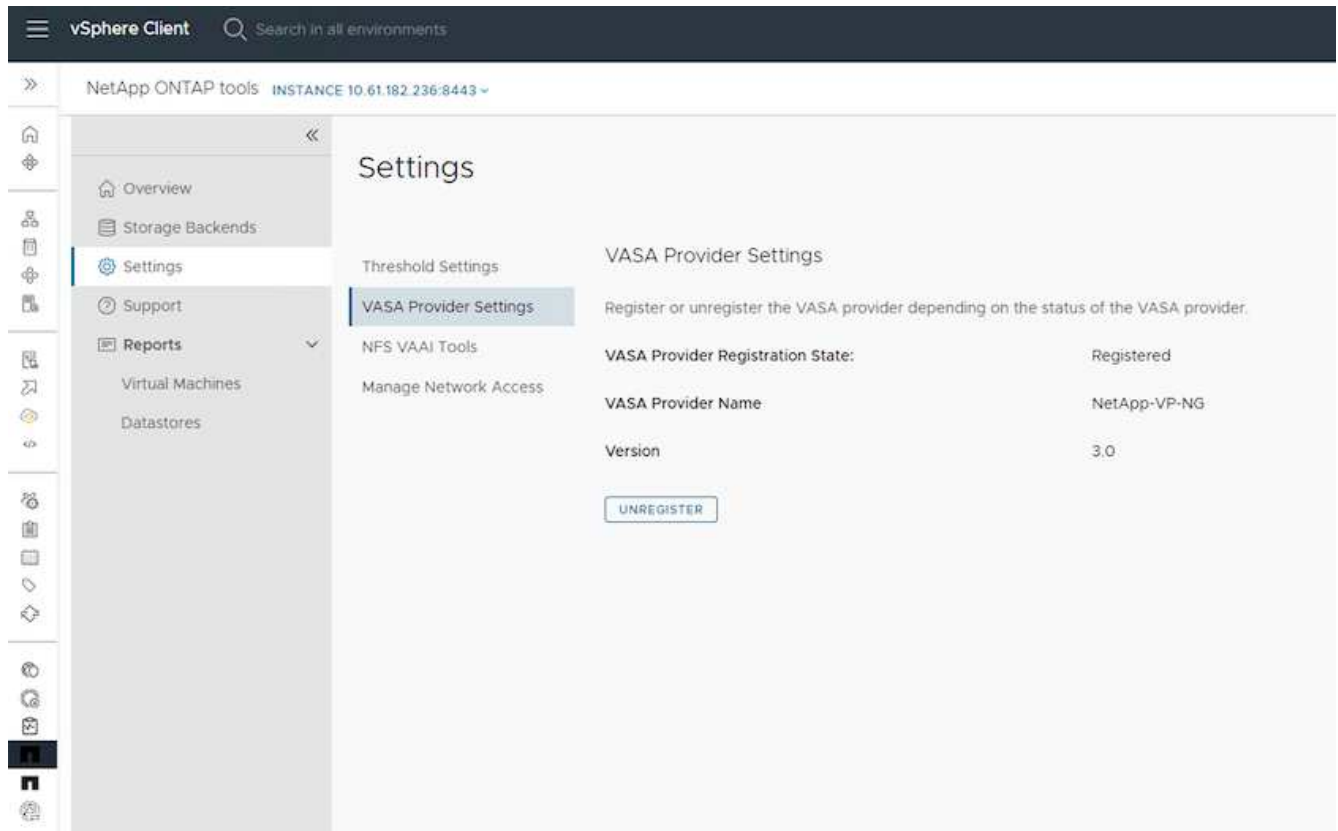 vSphere Client Search in all environments
NetApp ONTAP tools INSTANCE 10.61.182.236:8443
Settings
Overview
Storage Backends
Settings
Support
Reports
Virtual Machines
Datastores
Threshold Settings
VASA Provider Settings
NFS VAAI Tools
Manage Network Access
VASA Provider Settings
Register or unregister the VASA provider depending on the status of the VASA provider.
VASA Provider Registration State: Registered
VASA Provider Name NetApp-VP-NG
Version 3.0
UNREGISTER